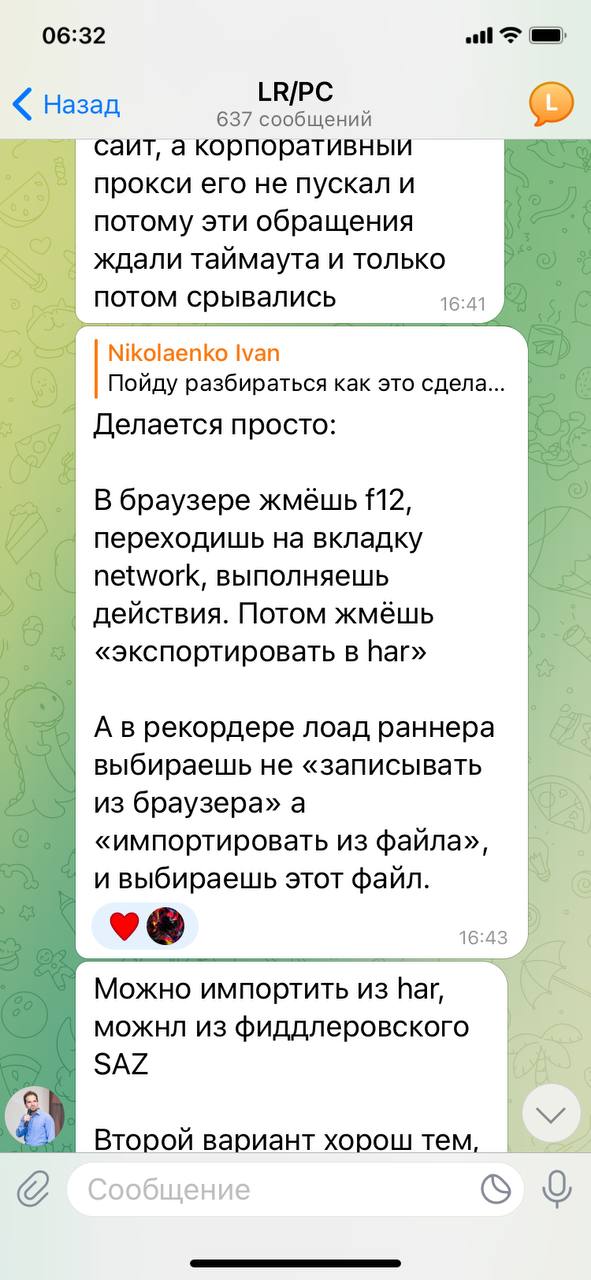 06:32
Назад
LR/PC
637 сообщений
L
сайт, а корпоративный
прокси его не пускал и
потому эти обращения
ждали таймаута и только
потом срывались
16:41
Nikolaenko Ivan
Пойду разбираться как это сдела...
Делается просто:
В браузере жмёшь f12,
переходишь на вкладку
network, выполняешь
действия. Потом жмёшь
«экспортировать в har»
А в рекордере лоад раннера
выбираешь не «записывать
из браузера» а
«импортировать из файла»,
и выбираешь этот файл.
16:43
Можно импортить из har,
можнл из фиддлеровского
SAZ
Второй вариант хорош тем,
Сообщение